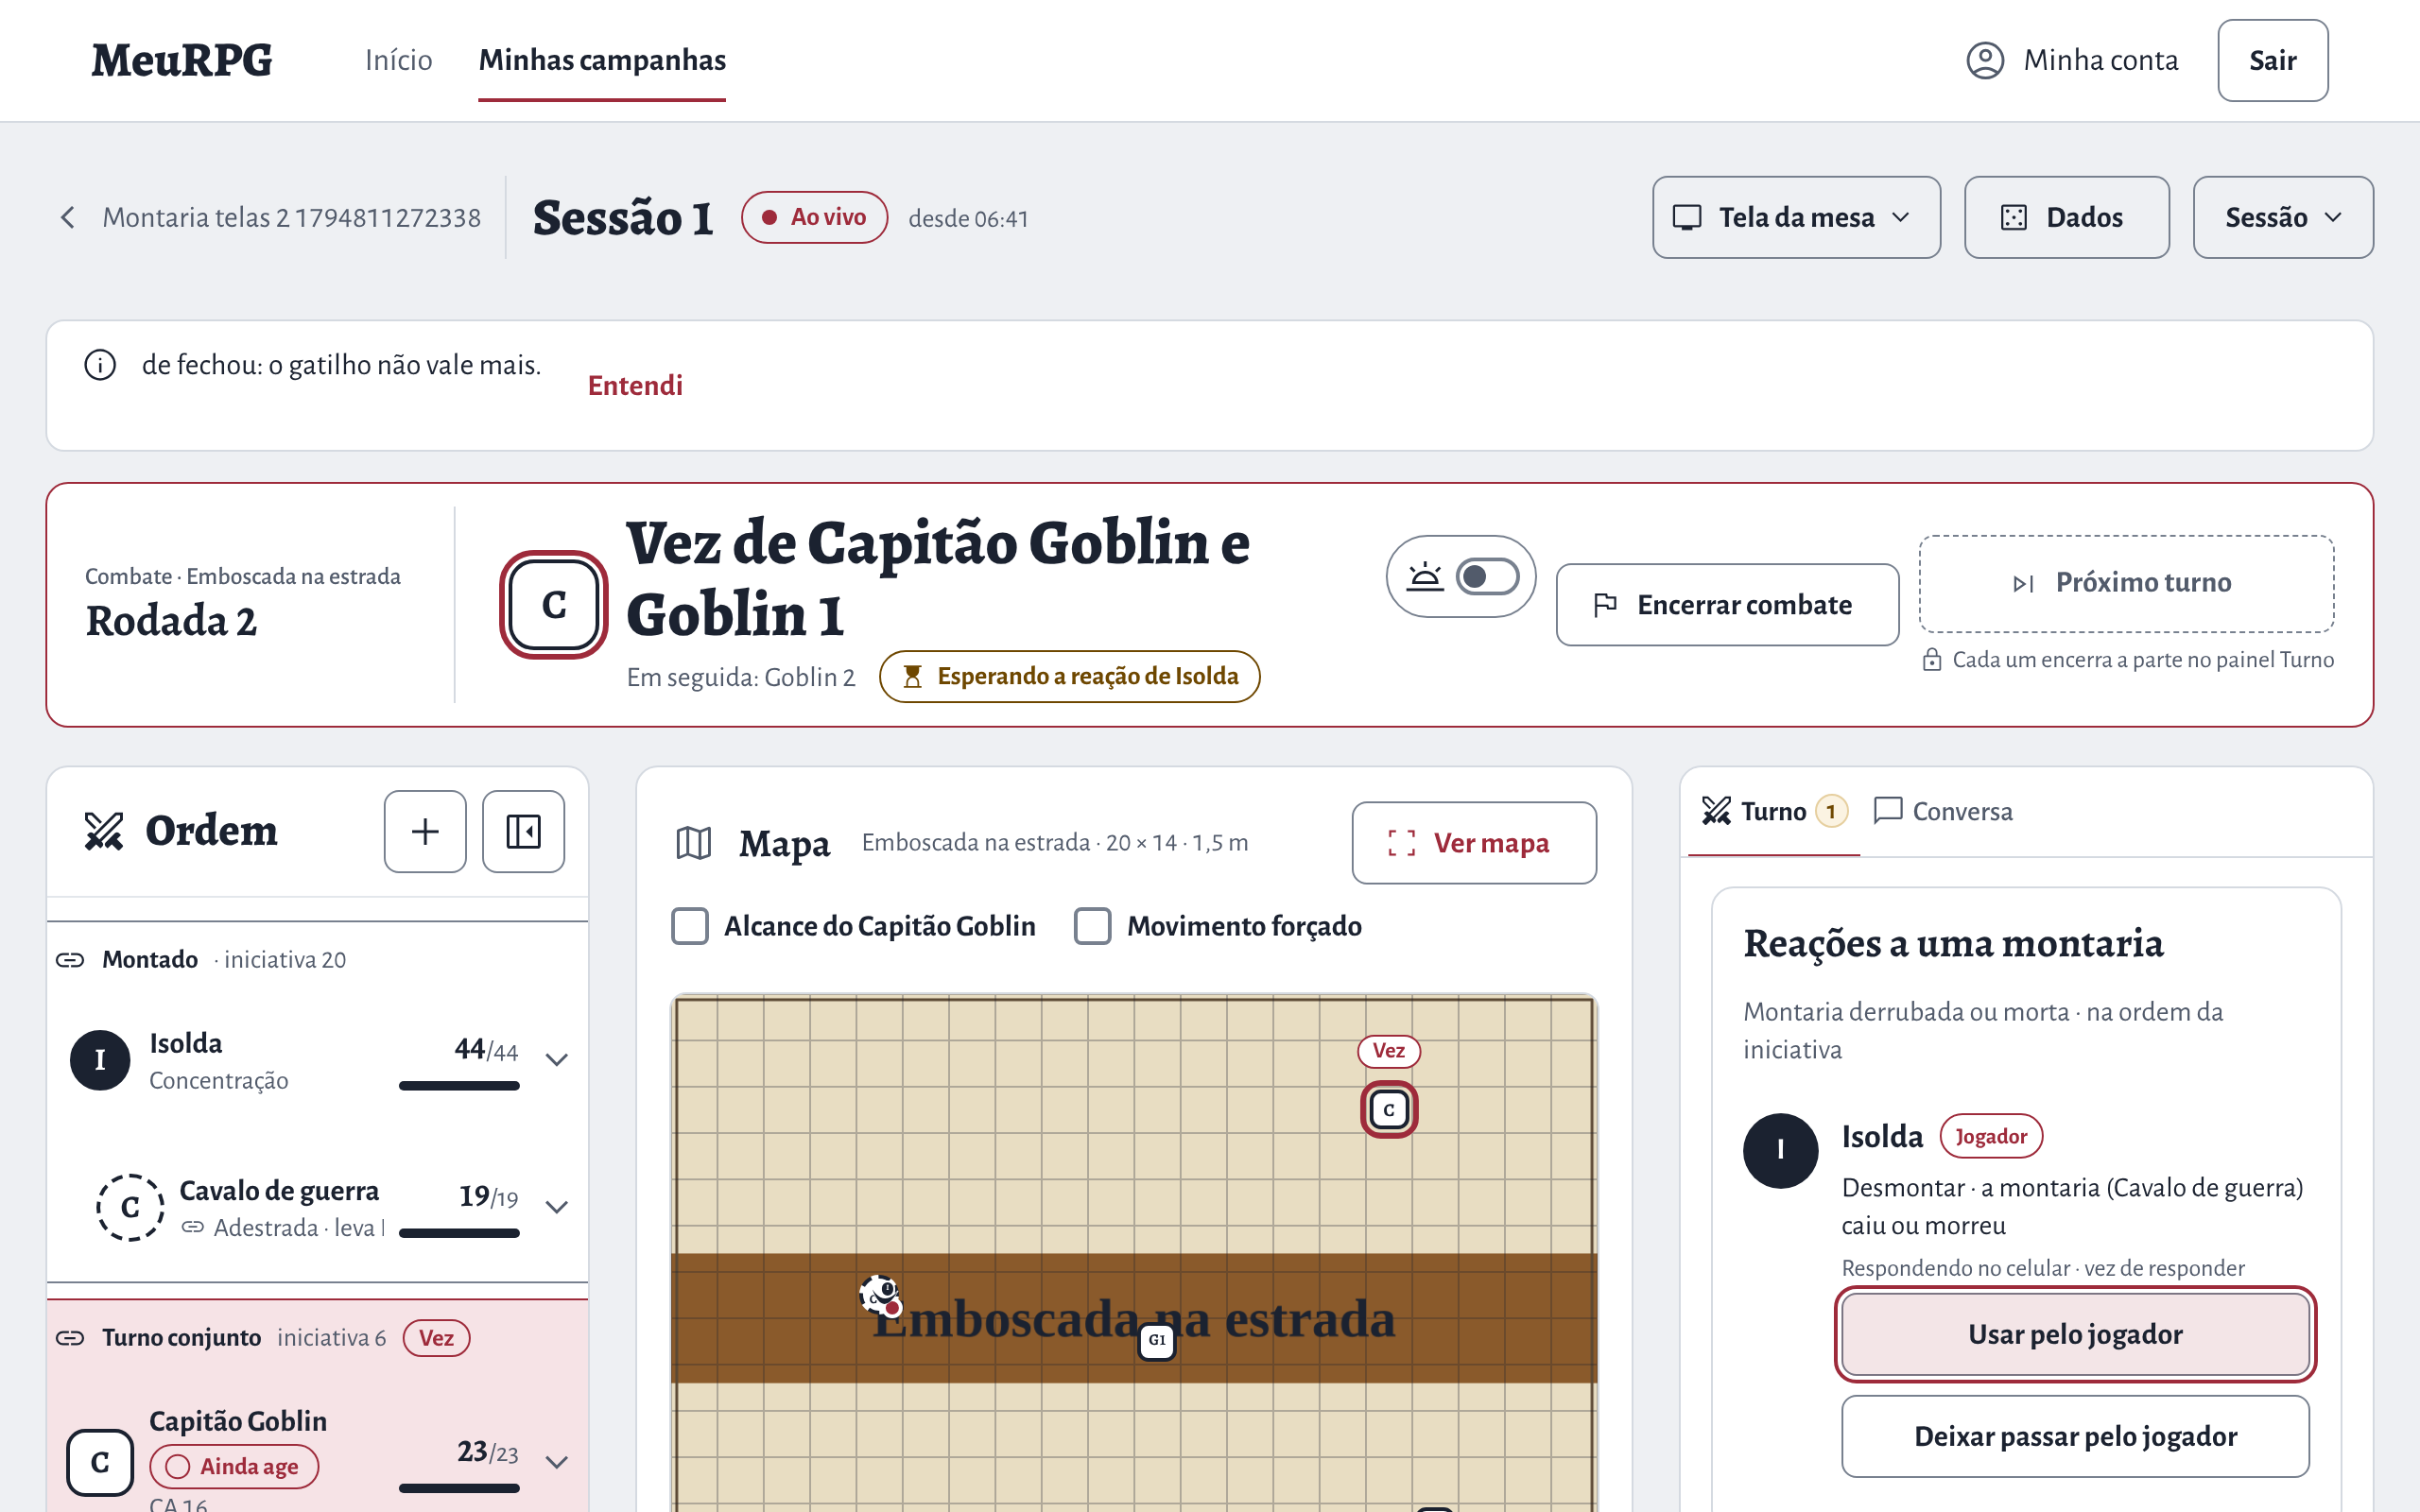 MeuRPG
Início
Minhas campanhas
Minha conta
Sair
Montaria telas 2 1794811272338
Sessão 1
Ao vivo
desde 06:41
Tela da mesa
Dados
Sessão
de fechou: o gatilho não vale mais.
Entendi
Combate · Emboscada na estrada
Rodada 2
C
Vez de Capitão Goblin e
Goblin 1
Em seguida: Goblin 2
Esperando a reação de Isolda
Encerrar combate
Próximo turno
Cada um encerra a parte no painel Turno
Ordem
Montado · iniciativa 20
I
Isolda
Concentração
44/44
C
Cavalo de guerra
Adestrada · leva
19/19
Turno conjunto iniciativa 6
Vez
C
Capitão Goblin
Ainda age
CA 16
23/23
Mapa
Emboscada na estrada · 20 × 14 · 1,5 m
Ver mapa
Alcance do Capitão Goblin
Movimento forçado
Vez
C
Emboscada na estrada
G1
Turno 1
Conversa
Reações a uma montaria
Montaria derrubada ou morta · na ordem da
iniciativa
I
Isolda
Jogador
Desmontar · a montaria (Cavalo de guerra)
caiu ou morreu
Respondendo no celular · vez de responder
Usar pelo jogador
Deixar passar pelo jogador